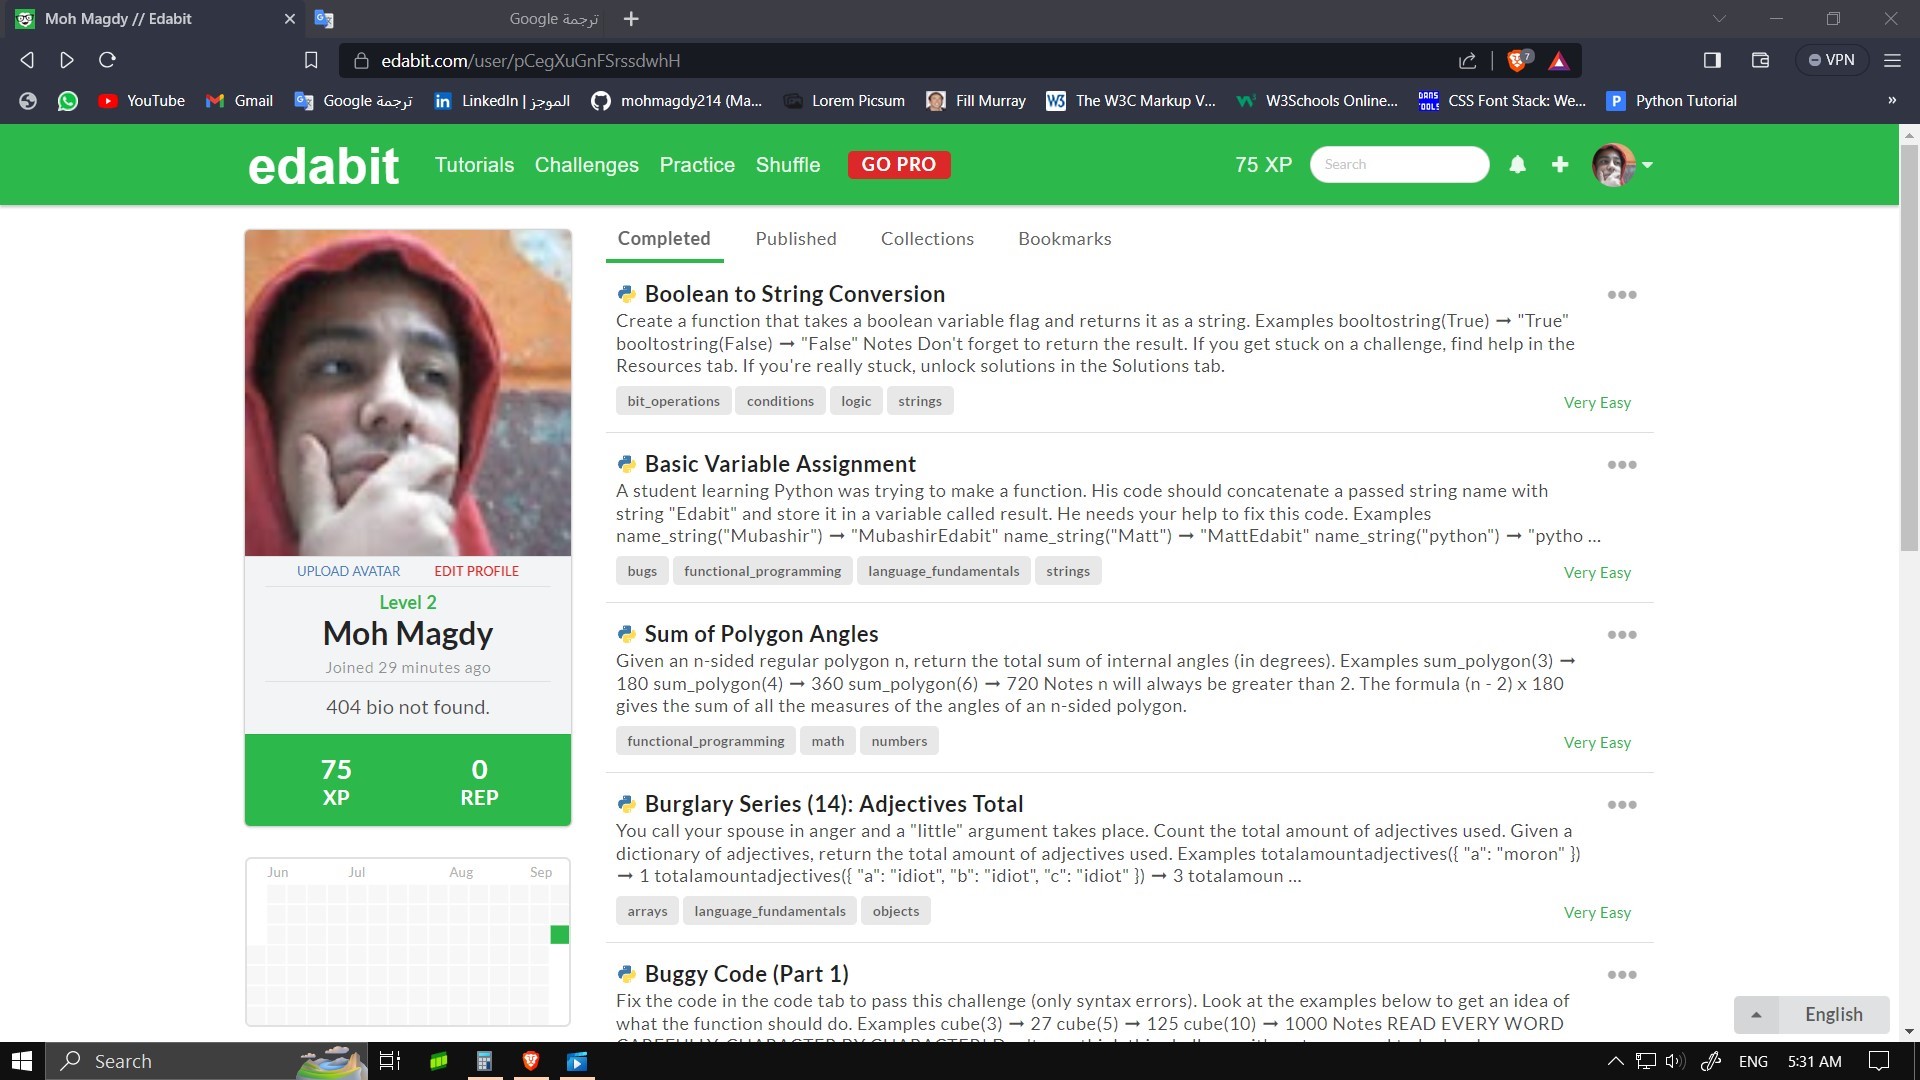 Moh Magdy // Edabit
ترجمة Google
edabit.com/user/pCegXuGnFSrssdwhH
7
VPN
YouTube
Gmail
Google ترجمة
LinkedIn | الموجز
mohmagdy214 (Ma...
Lorem Picsum
Fill Murray
The W3C Markup V...
W3Schools Online...
CSS Font Stack: We...
Python Tutorial
»
edabit
Tutorials
Challenges
Practice
Shuffle
GO PRO
75 XP
Search
UPLOAD AVATAR
EDIT PROFILE
Level 2
Moh Magdy
Joined 29 minutes ago
404 bio not found.
75
XP
0
REP
Jun
Jul
Aug
Sep
Completed
Published
Collections
Bookmarks
Boolean to String Conversion
Create a function that takes a boolean variable flag and returns it as a string. Examples booltostring(True) ➞ "True"
booltostring(False) ➞ "False" Notes Don't forget to return the result. If you get stuck on a challenge, find help in the
Resources tab. If you're really stuck, unlock solutions in the Solutions tab.
bit_operations
conditions
logic
strings
Very Easy
Basic Variable Assignment
A student learning Python was trying to make a function. His code should concatenate a passed string name with
string "Edabit" and store it in a variable called result. He needs your help to fix this code. Examples
name_string("Mubashir") ➞ "MubashirEdabit" name_string("Matt") ➞ "MattEdabit" name_string("python") ➞ "pytho ...
bugs
functional_programming
language_fundamentals
strings
Very Easy
Sum of Polygon Angles
Given an n-sided regular polygon n, return the total sum of internal angles (in degrees). Examples sum_polygon(3) ➞
180 sum_polygon(4) ➞ 360 sum_polygon(6) ➞ 720 Notes n will always be greater than 2. The formula (n - 2) x 180
gives the sum of all the measures of the angles of an n-sided polygon.
functional_programming
math
numbers
Very Easy
Burglary Series (14): Adjectives Total
You call your spouse in anger and a "little" argument takes place. Count the total amount of adjectives used. Given a
dictionary of adjectives, return the total amount of adjectives used. Examples totalamountadjectives({ "a": "moron" })
➞ 1 totalamountadjectives({ "a": "idiot", "b": "idiot", "c": "idiot" }) ➞ 3 totalamoun ...
arrays
language_fundamentals
objects
Very Easy
Buggy Code (Part 1)
Fix the code in the code tab to pass this challenge (only syntax errors). Look at the examples below to get an idea of
what the function should do. Examples cube(3) ➞ 27 cube(5) ➞ 125 cube(10) ➞ 1000 Notes READ EVERY WORD
English
Search
ENG
5:31 AM